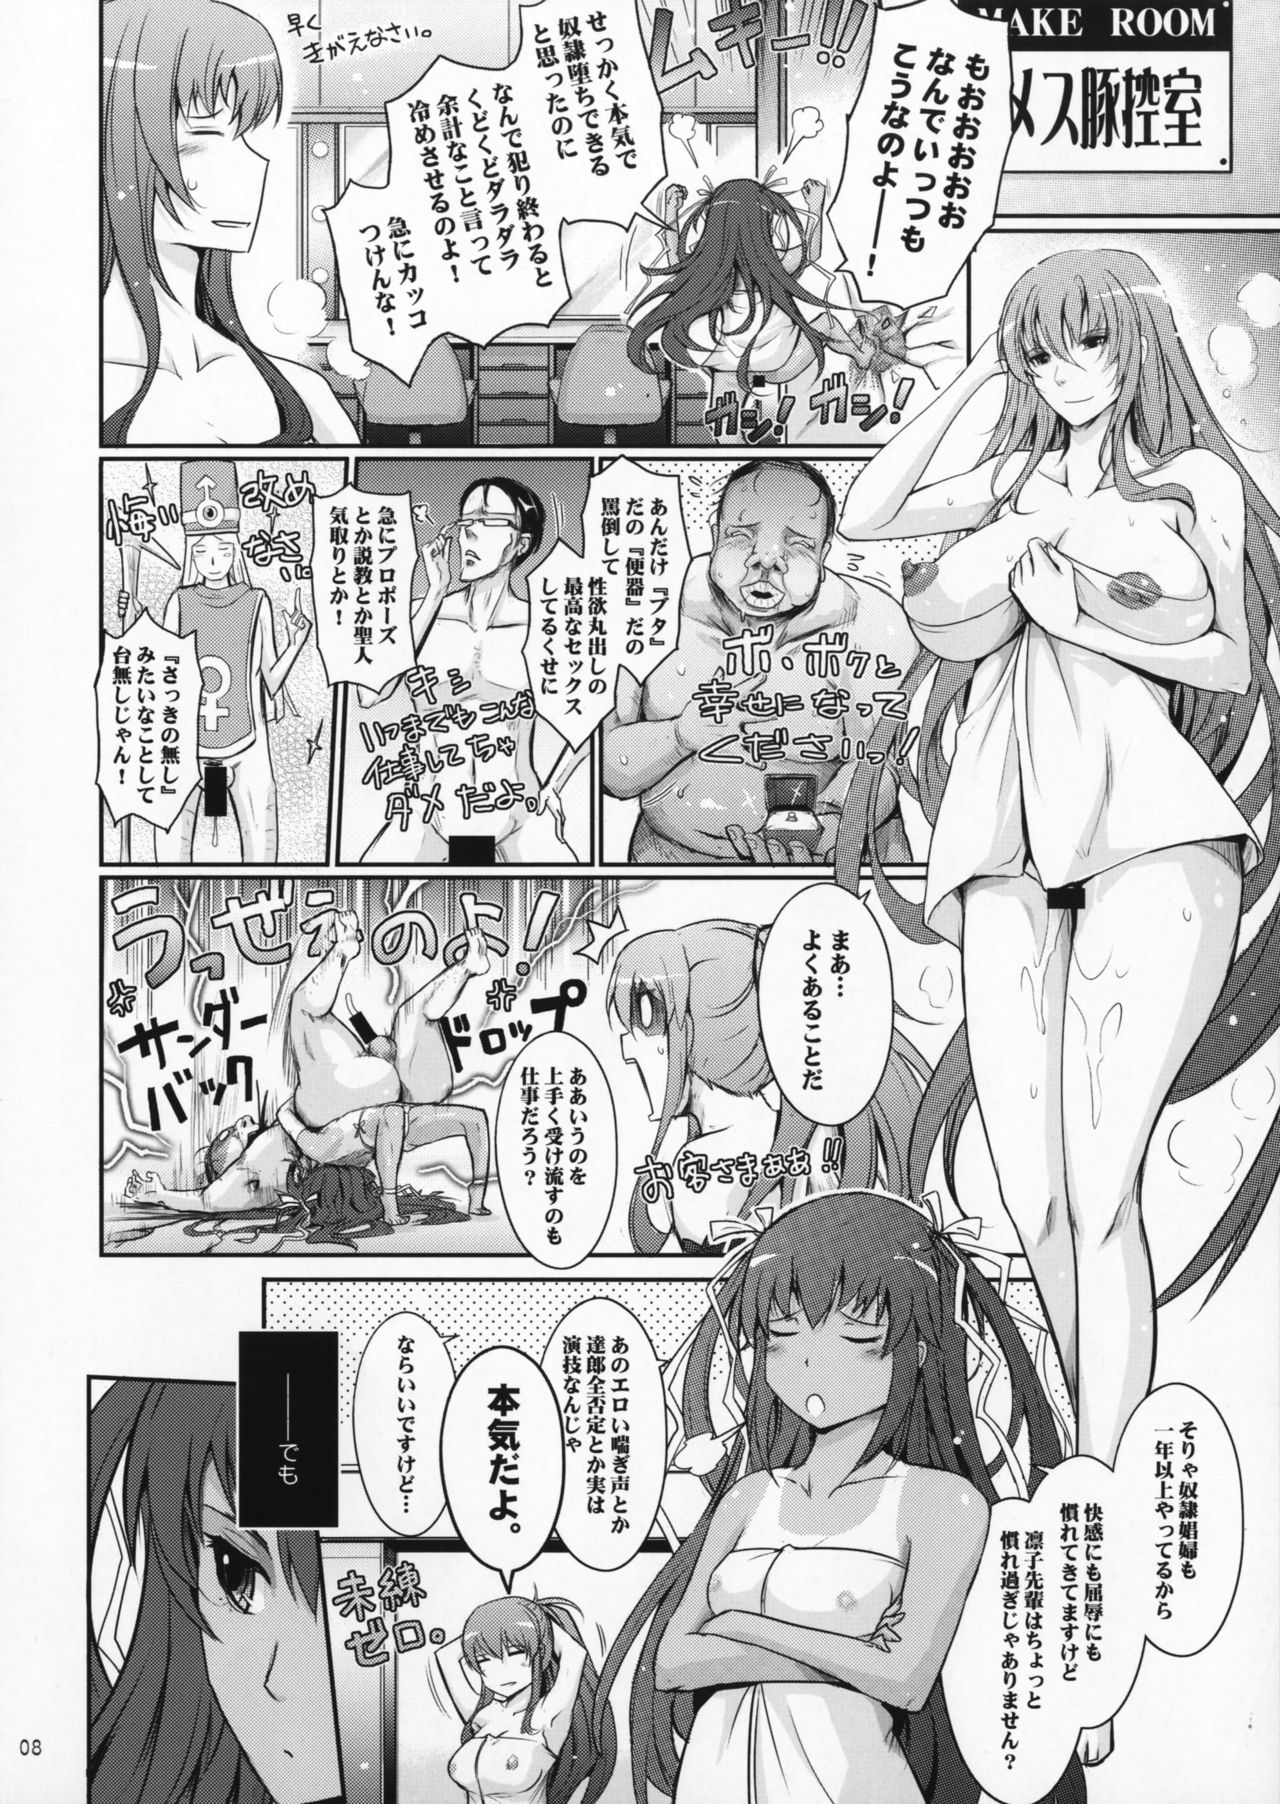 MAKE ROOM
メス豚控室
もおおおおお
なんでいつも
こうなのよ――!
ムキー!!
せっかく本気で
奴隷堕ちできる
と思ったのに
なんで犯り終わると
くどくどダラダラ
余計なこと言って
冷めさせるのよ!
急にカッコ
つけんな!
早く
きがえなさい。
ガシ!
ガシ!
あんだけ『ブタ』
だの『便器』だの
罵倒して
性欲丸出しの
最高なセックス
してるくせに
ボ、ボクと
幸せになって
くださいっ!
急にプロポーズ
とか説教とか聖人
気取りとか!
キミ
いつまでもこんな
仕事してちゃ
ダメだよ。
悔い
改め
なさい。
『さっきの無し』
みたいなことして
台無しじゃん!
まあ…
よくあることだ
うっぜぇのよ!
サンダー
バック
ドロップ
お客さまぁぁ!!
ああいうのを
上手く受け流すのも
仕事だろう?
そりゃ奴隷娼婦も
一年以上やってるから
快感にも屈辱にも
慣れてきてますけど
凛子先輩はちょっと
慣れ過ぎじゃありません?
あのエロい喘ぎ声とか
達郎全否定とか実は
演技なんじゃ
本気だよ。
未練
ゼロ。
ならいいですけど…
――でも
08